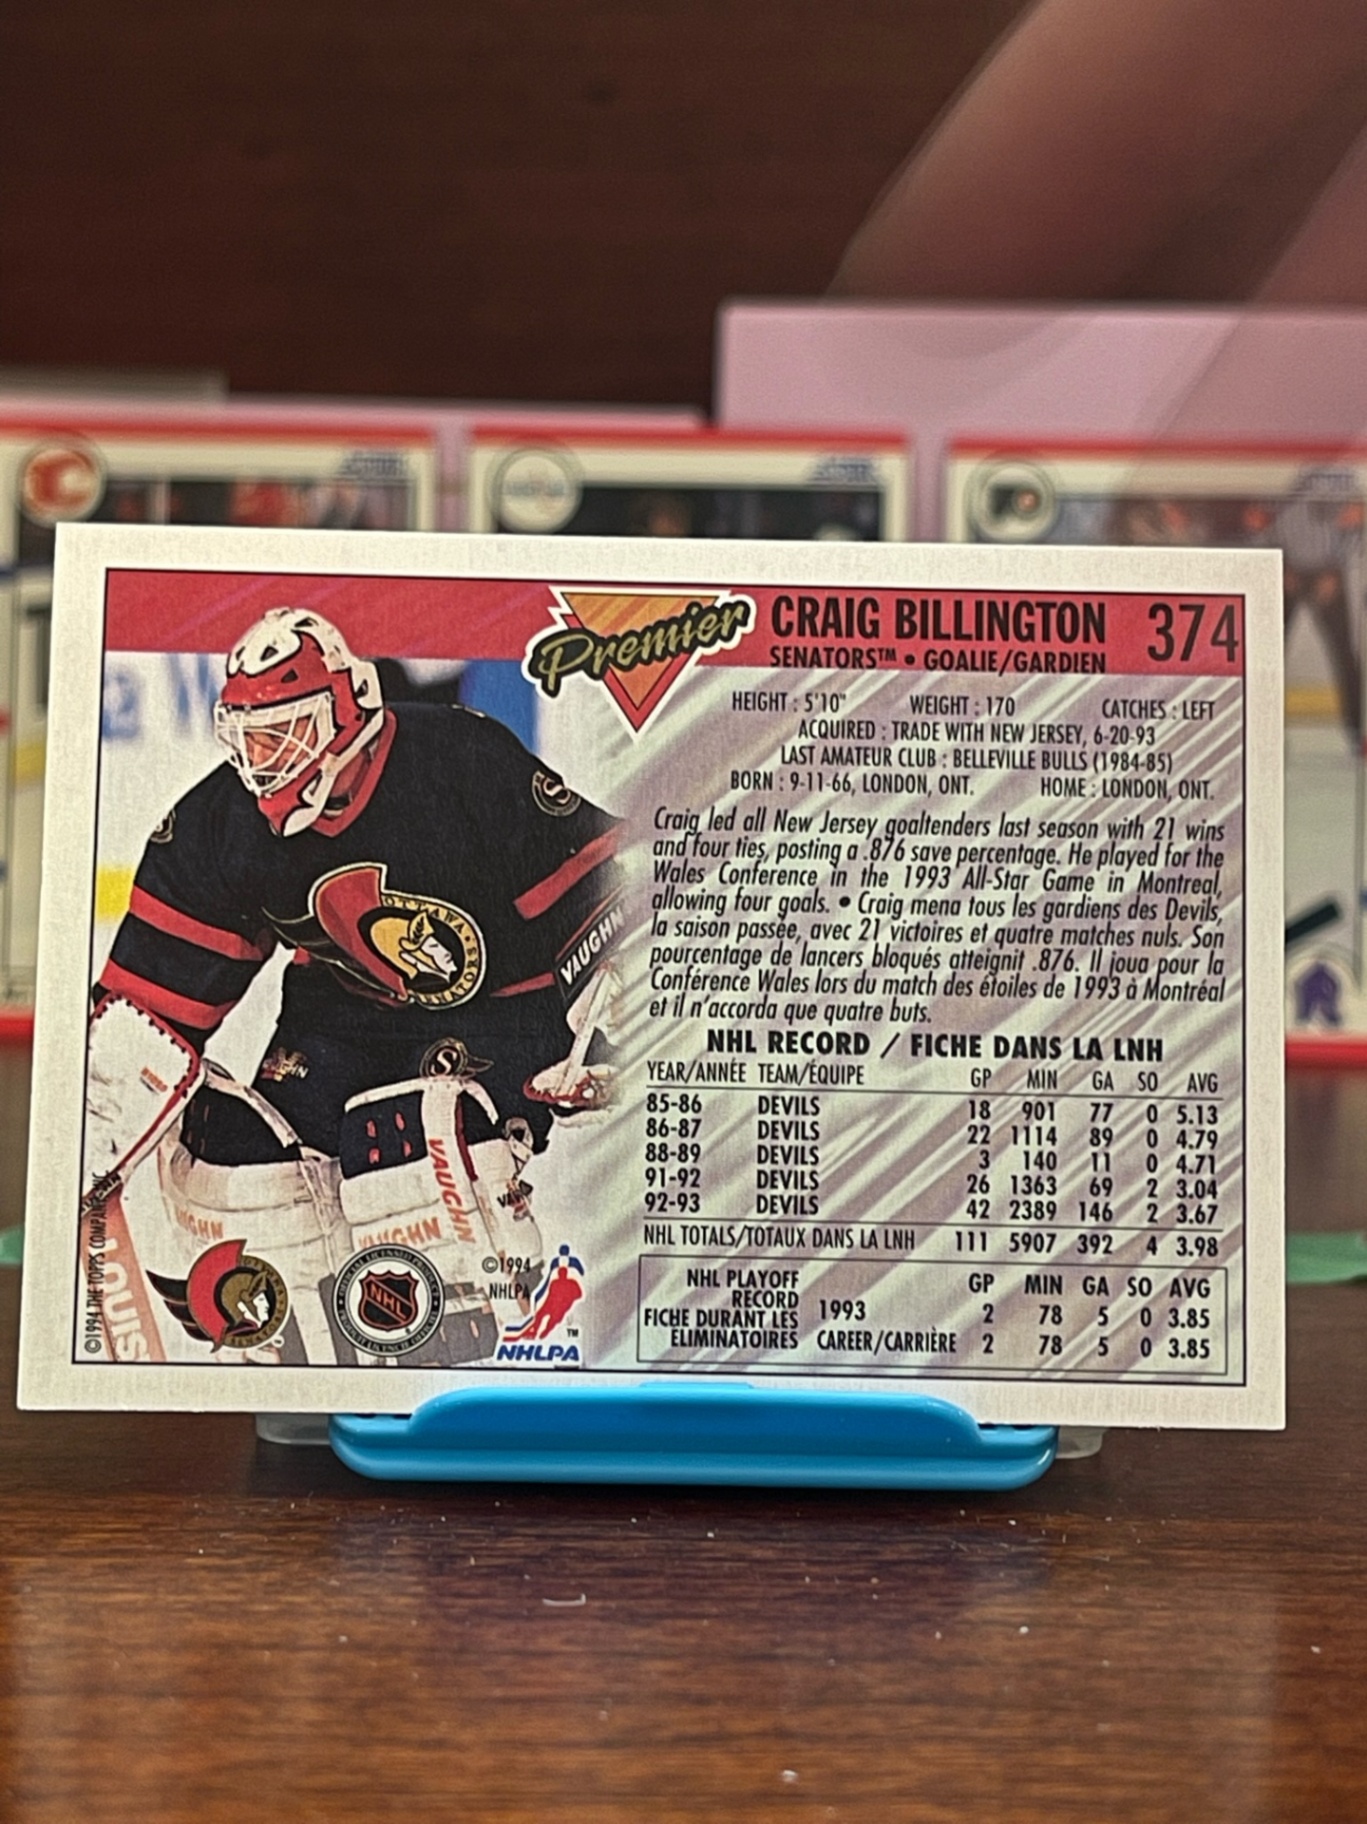 Premier
CRAIG BILLINGTON 374
SENATORS™ • GOALIE/GARDIEN
HEIGHT : 5'10" WEIGHT : 170 CATCHES : LEFT
ACQUIRED : TRADE WITH NEW JERSEY, 6-20-93
LAST AMATEUR CLUB : BELLEVILLE BULLS (1984-85)
BORN : 9-11-66, LONDON, ONT. HOME : LONDON, ONT.
Craig led all New Jersey goaltenders last season with 21 wins
and four ties, posting a .876 save percentage. He played for the
Wales Conference in the 1993 All-Star Game in Montreal,
allowing four goals. • Craig mena tous les gardiens des Devils,
la saison passée, avec 21 victoires et quatre matches nuls. Son
pourcentage de lancers bloqués atteignit .876. Il joua pour la
Conférence Wales lors du match des étoiles de 1993 à Montréal
et il n'accorda que quatre buts.
NHL RECORD / FICHE DANS LA LNH
YEAR/ANNÉE TEAM/ÉQUIPE GP MIN GA SO AVG
85-86 DEVILS 18 901 77 0 5.13
86-87 DEVILS 22 1114 89 0 4.79
88-89 DEVILS 3 140 11 0 4.71
91-92 DEVILS 26 1363 69 2 3.04
92-93 DEVILS 42 2389 146 2 3.67
NHL TOTALS/TOTAUX DANS LA LNH 111 5907 392 4 3.98
NHL PLAYOFF GP MIN GA SO AVG
RECORD
FICHE DURANT LES 1993 2 78 5 0 3.85
ELIMINATOIRES CAREER/CARRIÈRE 2 78 5 0 3.85
OTTAWA
SENATORS
VAUGHN
VAUGHN
VAUGHN
NHL
©1994
NHLPA
NHLPA™
©1994 THE TOPPS COMPANY, INC.